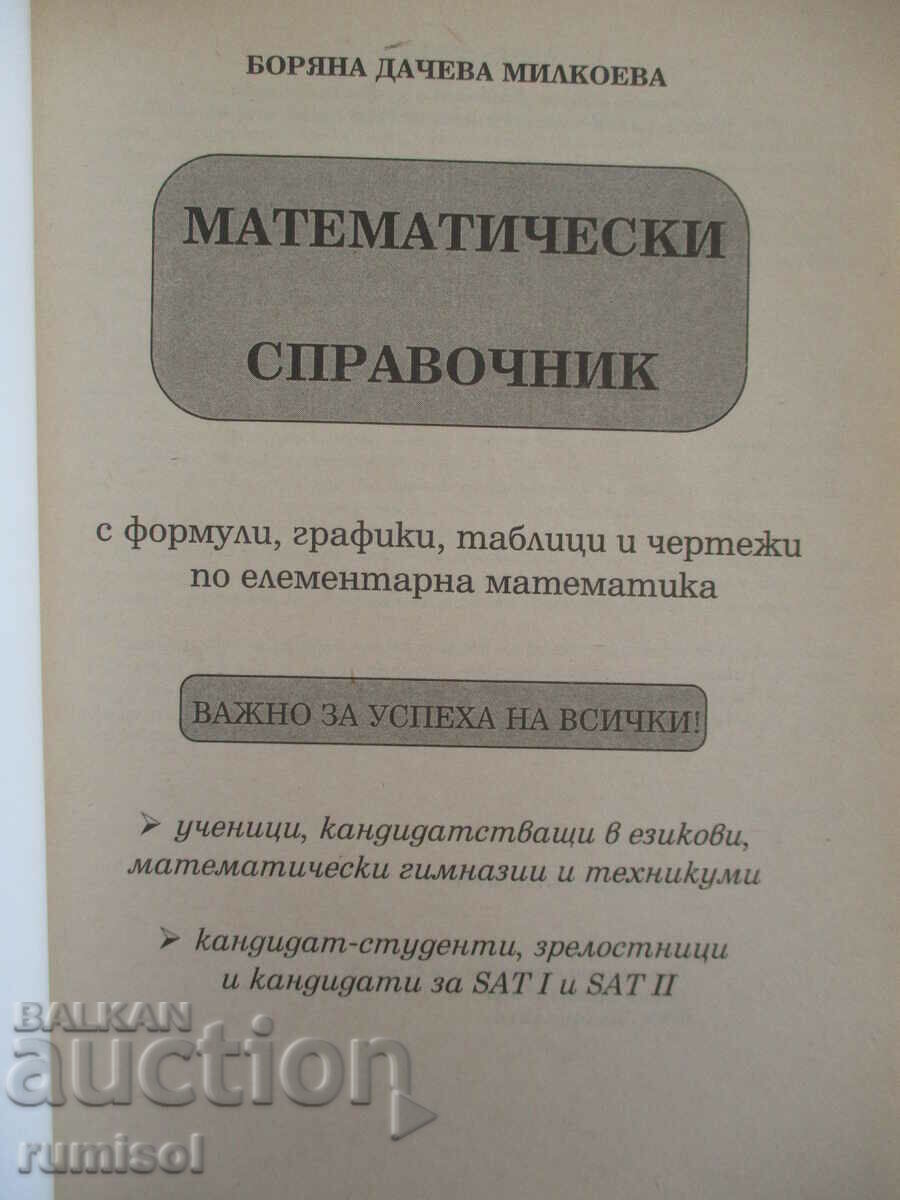 БОРЯНА ДАЧЕВА МИЛКОЕВА
МАТЕМАТИЧЕСКИ
СПРАВОЧНИК
с формули, графики, таблици и чертежи
по елементарна математика
ВАЖНО ЗА УСПЕХА НА ВСИЧКИ!
➢ ученици, кандидатстващи в езикови,
математически гимназии и техникуми
➢ кандидат-студенти, зрелостници
и кандидати за SAT I и SAT II
BALKAN
auction
rumisol